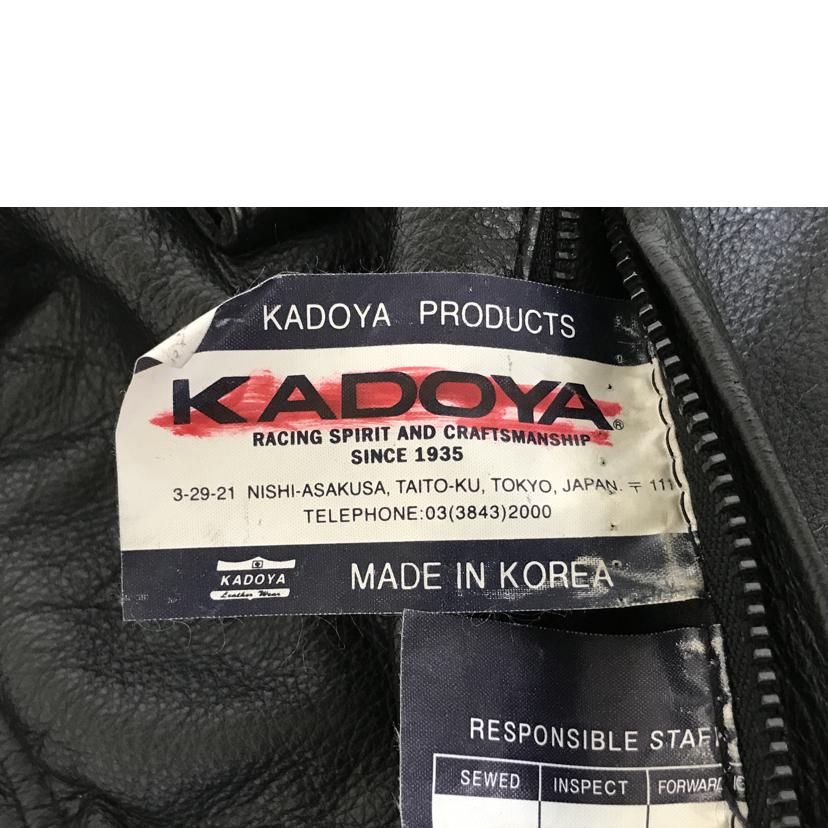 KADOYA PRODUCTS
KADOYA®
RACING SPIRIT AND CRAFTSMANSHIP
SINCE 1935
3-29-21 NISHI-ASAKUSA, TAITO-KU, TOKYO, JAPAN. 〒 111
TELEPHONE:03(3843)2000
KADOYA
Leather Wear
MADE IN KOREA
RESPONSIBLE
SEWED INSPECT